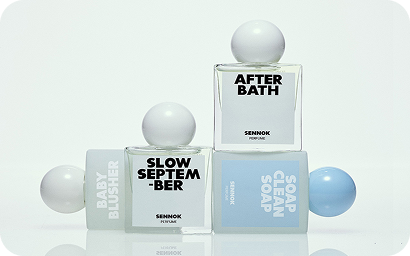 AFTER
BATH
SENNOK
PERFUME
SLOW
SEPTEM
-BER
SENNOK
PERFUME
BABY
BLUSHER
SOAP
CLEAN
SOAP
SENNOK